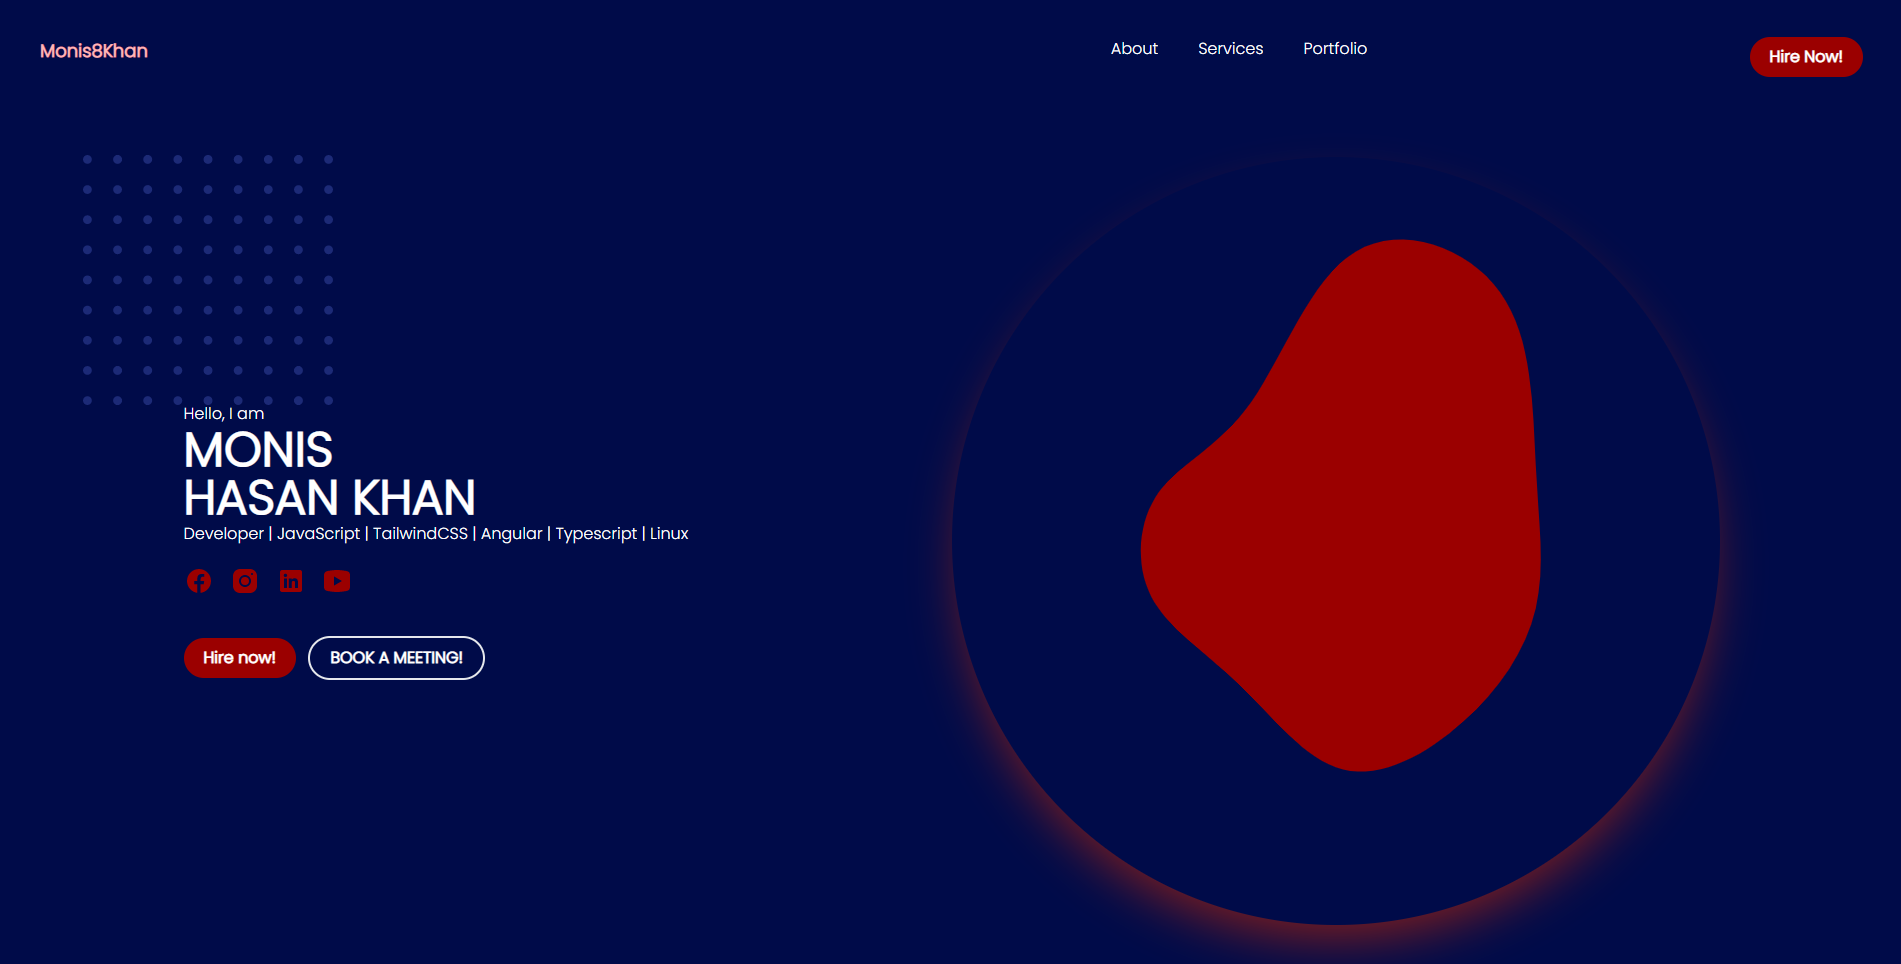 Monis8Khan
About Services Portfolio
Hire Now!
Hello, I am
MONIS
HASAN KHAN
Developer | JavaScript | TailwindCSS | Angular | Typescript | Linux
Hire now!
BOOK A MEETING!